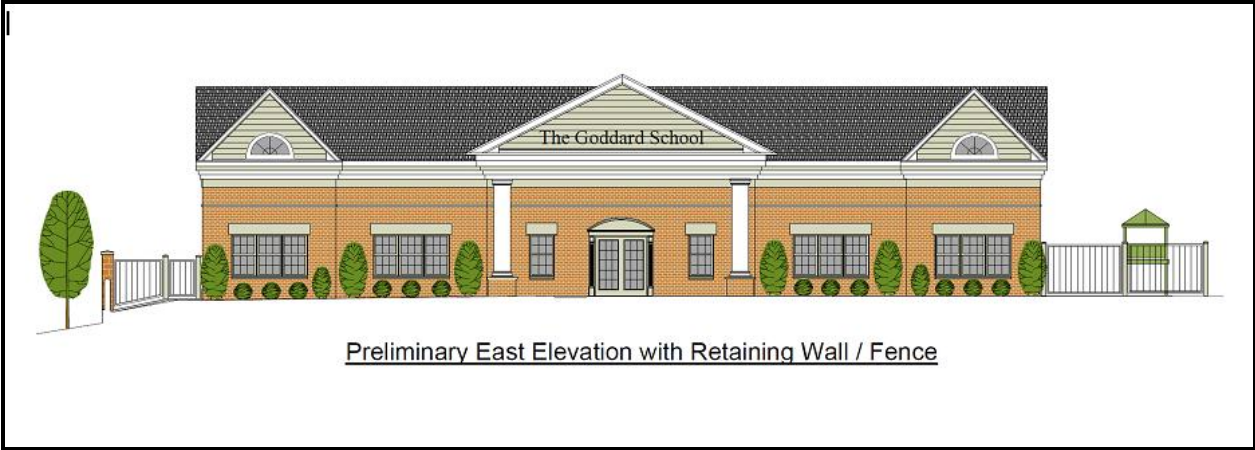 The Goddard School
Preliminary East Elevation with Retaining Wall / Fence